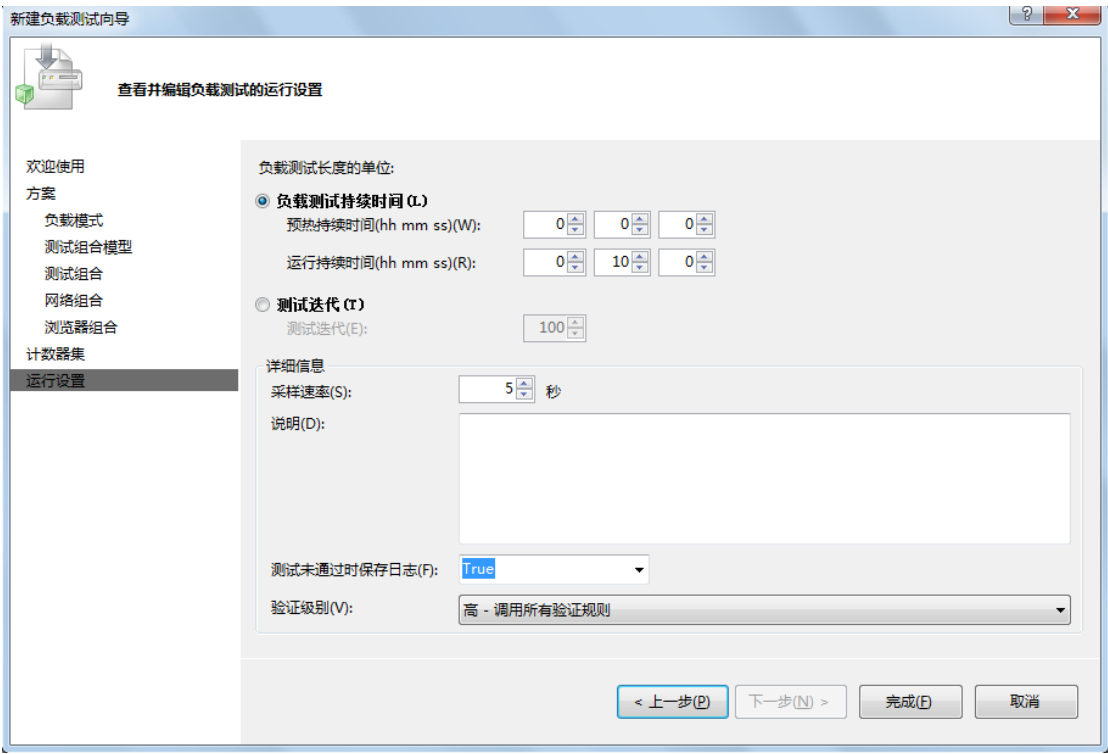 新建负载测试向导
?
X
查看并编辑负载测试的运行设置
欢迎使用
方案
负载模式
测试组合模型
测试组合
网络组合
浏览器组合
计数器集
运行设置
负载测试长度的单位:
负载测试持续时间(L)
预热持续时间(hh mm ss)(W): 0 0 0
运行持续时间(hh mm ss)(R): 0 10 0
测试迭代(T)
测试迭代(E): 100
详细信息
采样速率(S): 5 秒
说明(D):
测试未通过时保存日志(F): True
验证级别(V): 高 - 调用所有验证规则
< 上一步(P) 下一步(N) > 完成(F) 取消